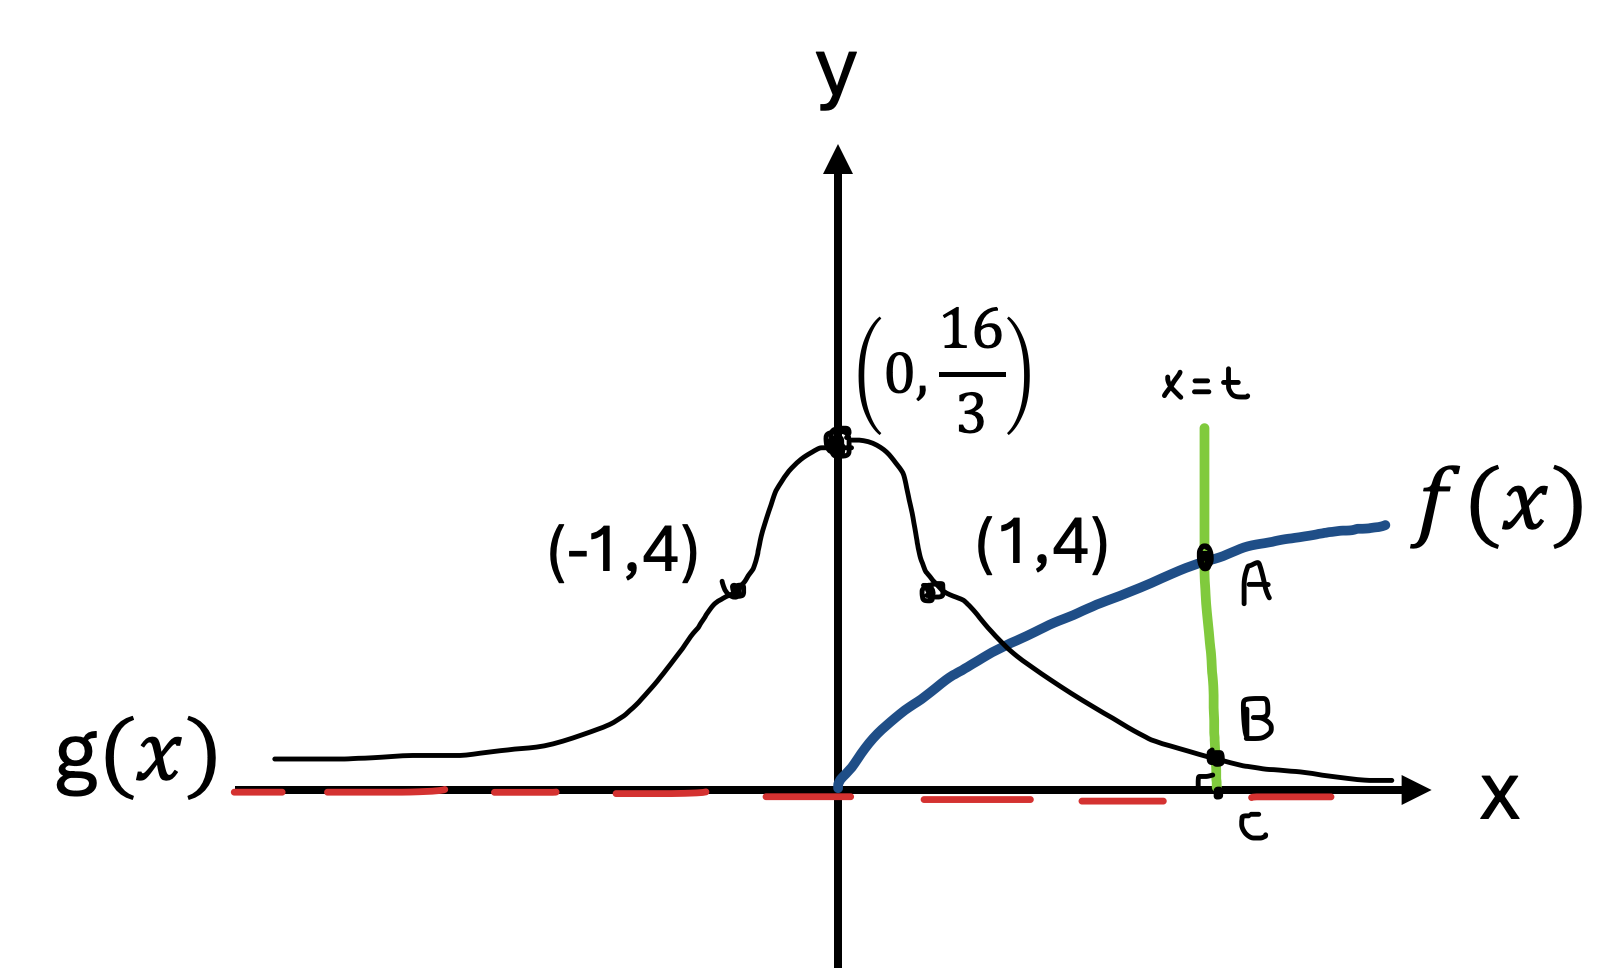 y
(0, 16/3)
x=t
f(x)
(-1,4)
(1,4)
A
B
g(x)
x
C